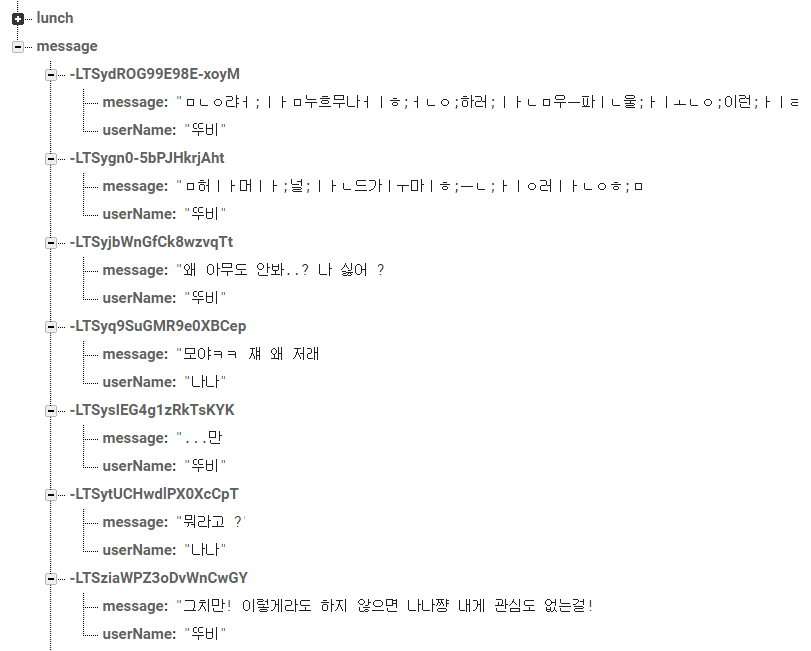 lunch
message
-LTSydROG99E98E-xoyM
message: "ㅁㄴㅇ랴ㅓ;ㅣㅏㅁ누흐무나ㅓㅣㅎ;ㅓㄴㅇ;하러;ㅣㅏㄴㅁ우ㅡ파ㅣㄴ울;ㅏㅣㅗㄴㅇ;이런;ㅏㅣㄹ
userName: "뚜비"
-LTSygn0-5bPJHkrjAht
message: "ㅁ허ㅣㅏ머ㅣㅏ;널;ㅣㅏㄴ드가ㅣㅜ마ㅣㅎ;ㅡㄴ;ㅏㅣㅇ러ㅣㅏㄴㅇㅎ;ㅁ
userName: "뚜비"
-LTSyjbWnGfCk8wzvqTt
message: "왜 아무도 안봐..? 나 싫어 ?
userName: "뚜비"
-LTSyq9SuGMR9e0XBCep
message: "모야ㅋㅋ 쟤 왜 저래
userName: "나나"
-LTSysIEG4g1zRkTsKYK
message: "...만
userName: "뚜비"
-LTSytUCHwdlPX0XcCpT
message: "뭐라고 ?"
userName: "나나"
-LTSziaWPZ3oDvWnCwGY
message: "그치만! 이렇게라도 하지 않으면 나나쨩 내게 관심도 없는걸!
userName: "뚜비"